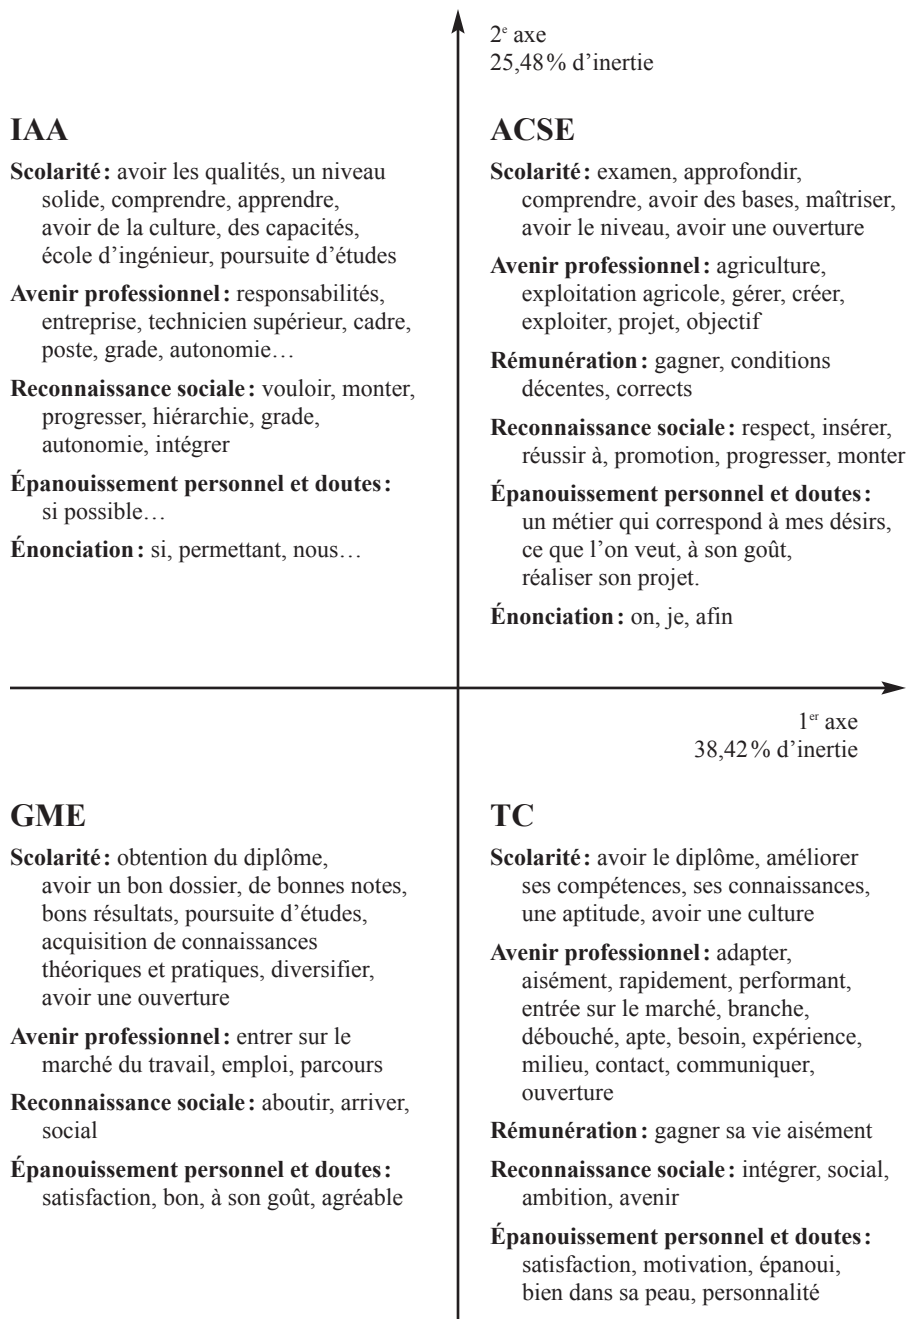 2e axe
25,48% d’inertie
IAA
Scolarité : avoir les qualités, un niveau
solide, comprendre, apprendre,
avoir de la culture, des capacités,
école d’ingénieur, poursuite d’études
Avenir professionnel : responsabilités,
entreprise, technicien supérieur, cadre,
poste, grade, autonomie…
Reconnaissance sociale : vouloir, monter,
progresser, hiérarchie, grade,
autonomie, intégrer
Épanouissement personnel et doutes :
si possible…
Énonciation : si, permettant, nous…
ACSE
Scolarité : examen, approfondir,
comprendre, avoir des bases, maîtriser,
avoir le niveau, avoir une ouverture
Avenir professionnel : agriculture,
exploitation agricole, gérer, créer,
exploiter, projet, objectif
Rémunération : gagner, conditions
décentes, corrects
Reconnaissance sociale : respect, insérer,
réussir à, promotion, progresser, monter
Épanouissement personnel et doutes :
un métier qui correspond à mes désirs,
ce que l’on veut, à son goût,
réaliser son projet.
Énonciation : on, je, afin
1er axe
38,42% d’inertie
GME
Scolarité : obtention du diplôme,
avoir un bon dossier, de bonnes notes,
bons résultats, poursuite d’études,
acquisition de connaissances
théoriques et pratiques, diversifier,
avoir une ouverture
Avenir professionnel : entrer sur le
marché du travail, emploi, parcours
Reconnaissance sociale : aboutir, arriver,
social
Épanouissement personnel et doutes :
satisfaction, bon, à son goût, agréable
TC
Scolarité : avoir le diplôme, améliorer
ses compétences, ses connaissances,
une aptitude, avoir une culture
Avenir professionnel : adapter,
aisément, rapidement, performant,
entrée sur le marché, branche,
débouché, apte, besoin, expérience,
milieu, contact, communiquer,
ouverture
Rémunération : gagner sa vie aisément
Reconnaissance sociale : intégrer, social,
ambition, avenir
Épanouissement personnel et doutes :
satisfaction, motivation, épanoui,
bien dans sa peau, personnalité